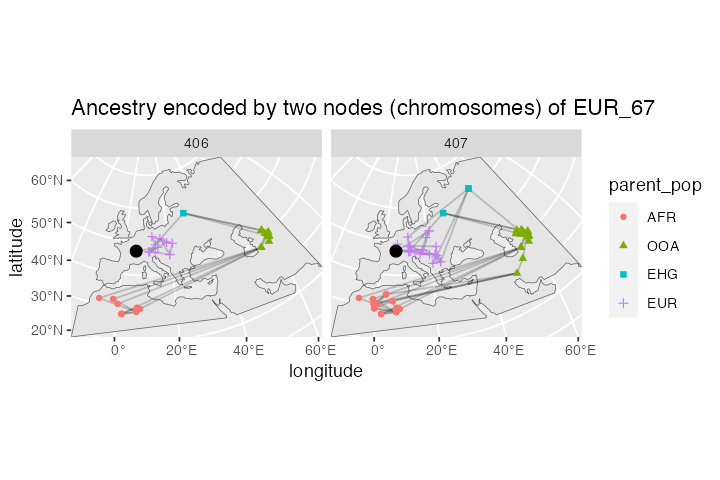 Ancestry encoded by two nodes (chromosomes) of EUR_67
406
407
60°N
50°N
40°N
30°N
20°N
latitude
0°
20°E
40°E
60°E
0°
20°E
40°E
60°E
longitude
parent_pop
AFR
OOA
EHG
EUR